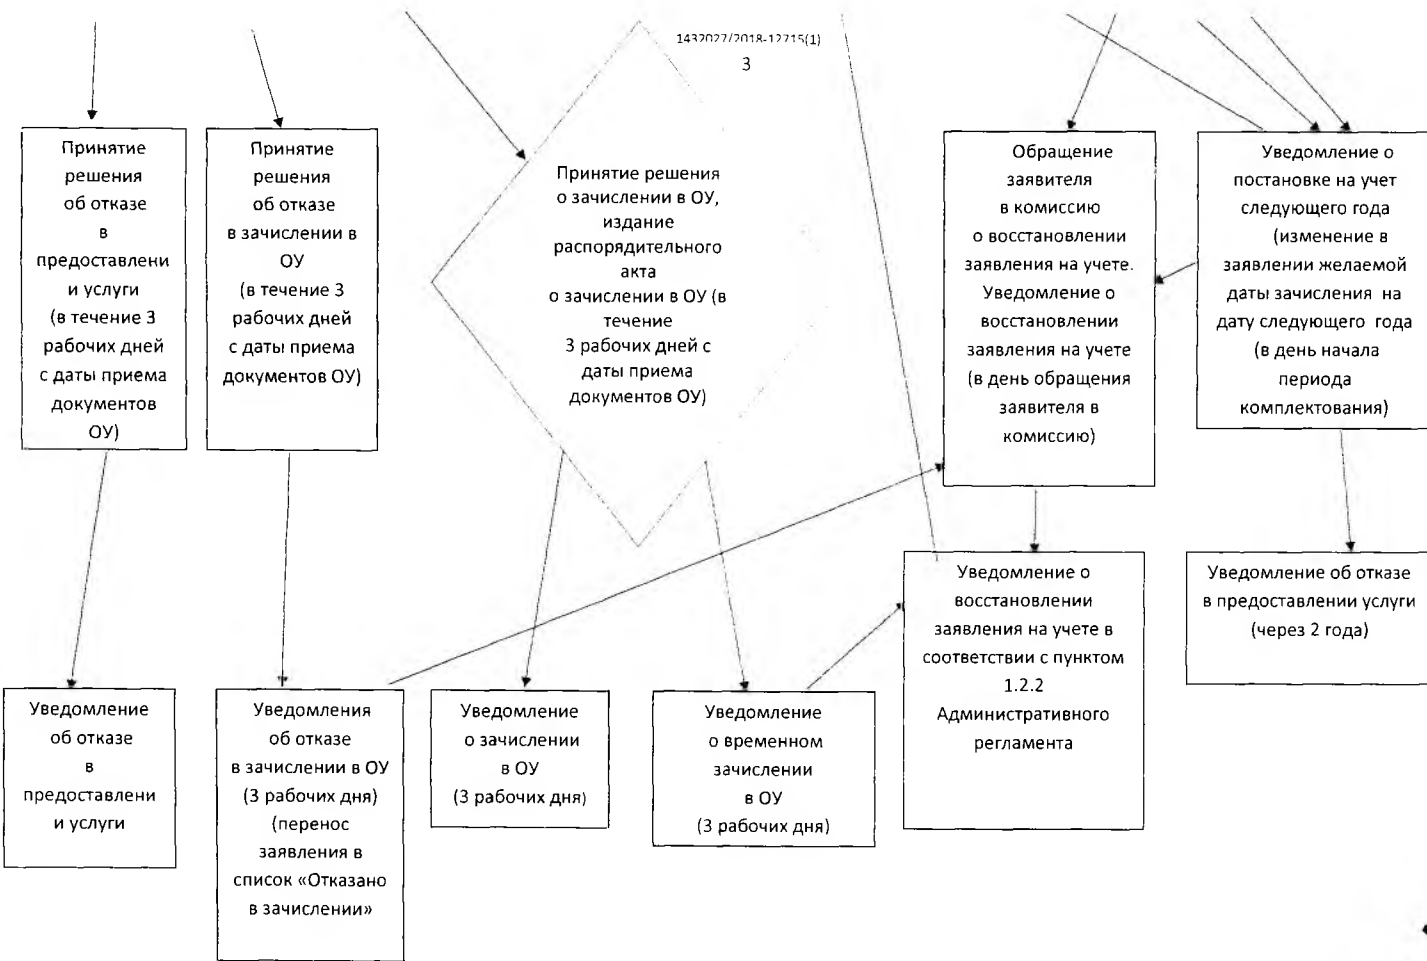 1432027/2018-12715(1)
3
Принятие
решения
об отказе
в
предоставлени
и услуги
(в течение 3
рабочих дней
с даты приема
документов
ОУ)
Принятие
решения
об отказе
в зачислении в
ОУ
(в течение 3
рабочих дней
с даты приема
документов ОУ)
Принятие решения
о зачислении в ОУ,
издание
распорядительного
акта
о зачислении в ОУ (в
течение
3 рабочих дней с
даты приема
документов ОУ)
Обращение
заявителя
в комиссию
о восстановлении
заявления на учете.
Уведомление о
восстановлении
заявления на учете
(в день обращения
заявителя в
комиссию)
Уведомление о
постановке на учет
следующего года
(изменение в
заявлении желаемой
даты зачисления на
дату следующего года
(в день начала
периода
комплектования)
Уведомление
об отказе
в
предоставлени
и услуги
Уведомления
об отказе
в зачислении в ОУ
(3 рабочих дня)
(перенос
заявления в
список «Отказано
в зачислении»
Уведомление
о зачислении
в ОУ
(3 рабочих дня)
Уведомление
о временном
зачислении
в ОУ
(3 рабочих дня)
Уведомление о
восстановлении
заявления на учете в
соответствии с пунктом
1.2.2
Административного
регламента
Уведомление об отказе
в предоставлении услуги
(через 2 года)